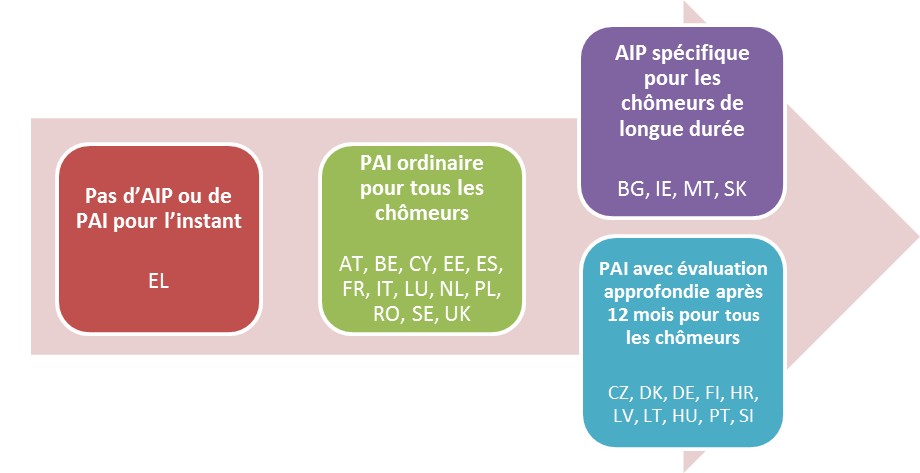 Pas d’AIP ou de
PAI pour l’instant
EL
PAI ordinaire
pour tous les
chômeurs
AT, BE, CY, EE, ES,
FR, IT, LU, NL, PL,
RO, SE, UK
AIP spécifique
pour les
chômeurs de
longue durée
BG, IE, MT, SK
PAI avec évaluation
approfondie après
12 mois pour tous
les chômeurs
CZ, DK, DE, FI, HR,
LV, LT, HU, PT, SI